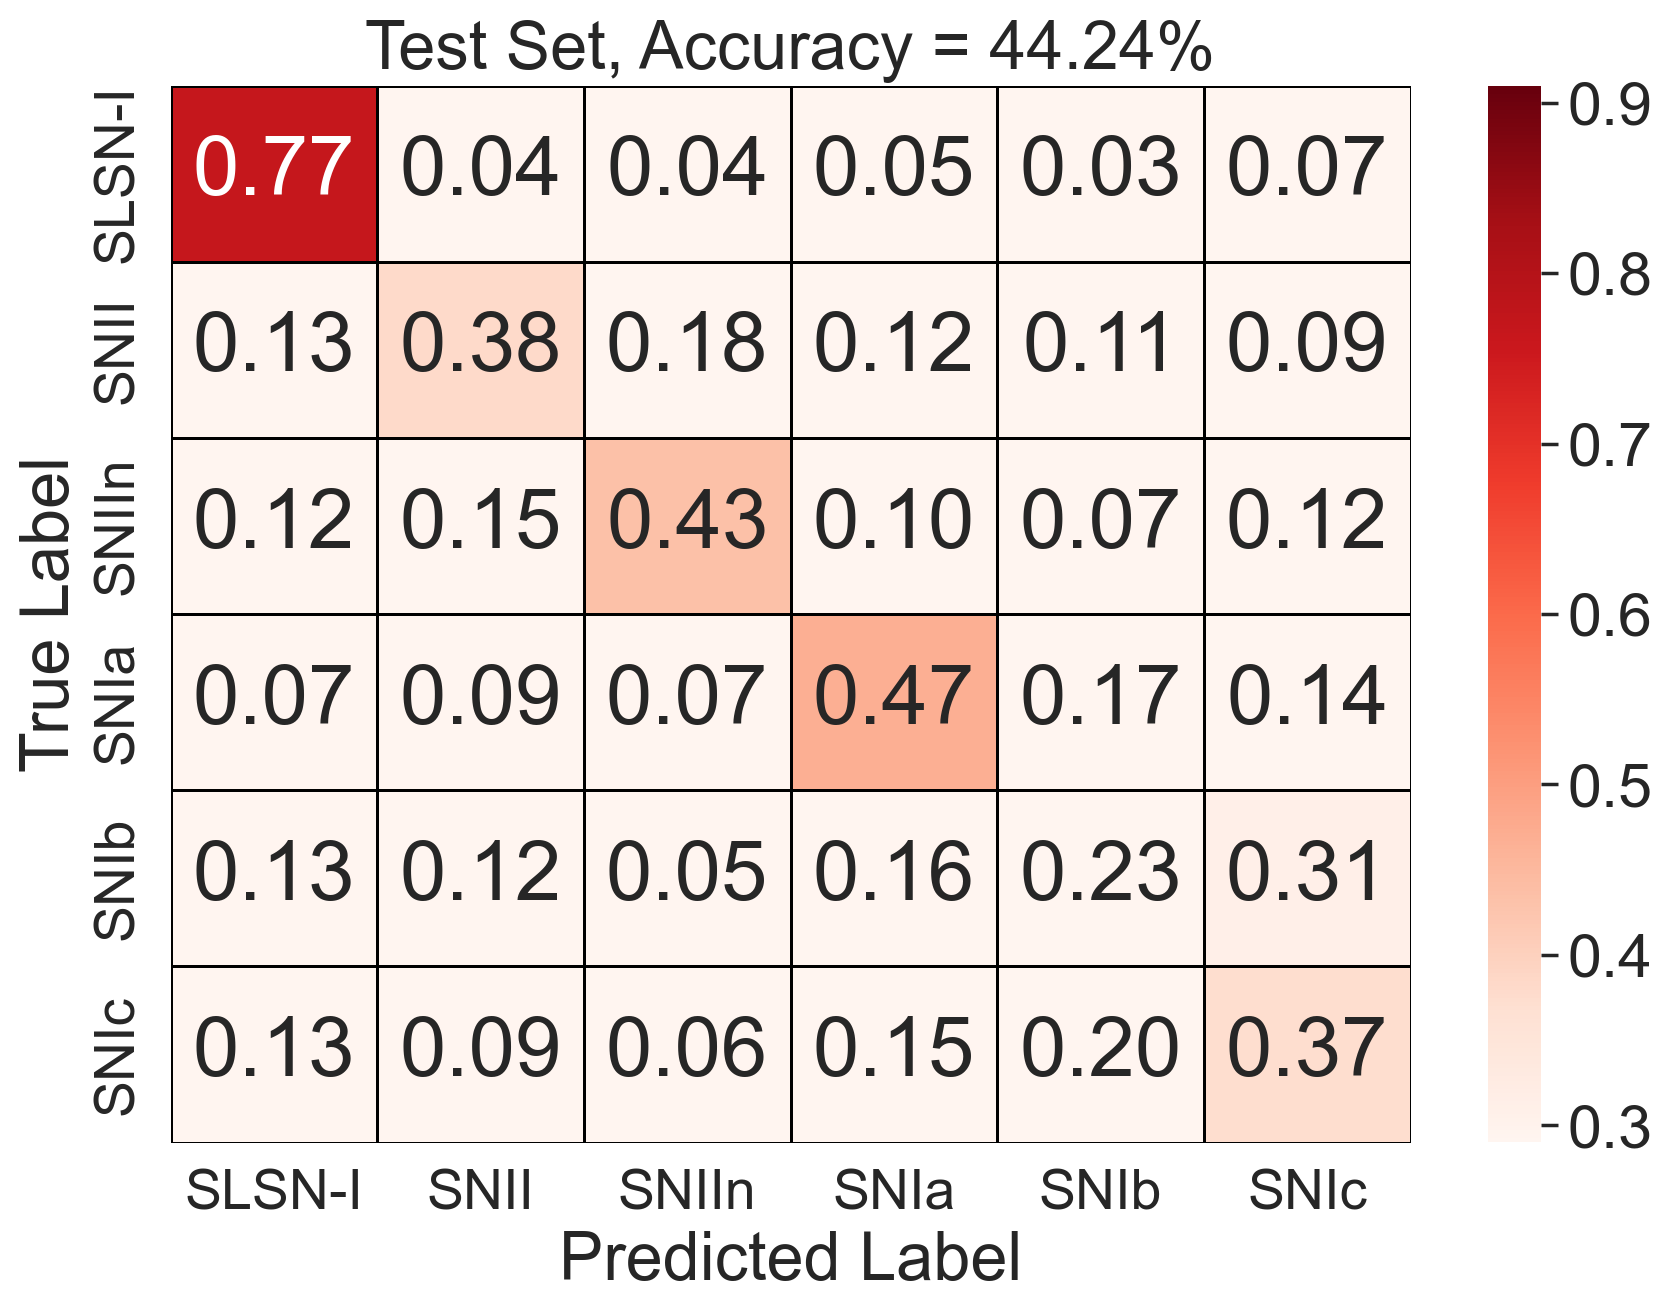 Test Set, Accuracy = 44.24%
True Label
SLSN-I 0.77 0.04 0.04 0.05 0.03 0.07
SNII 0.13 0.38 0.18 0.12 0.11 0.09
SNIIn 0.12 0.15 0.43 0.10 0.07 0.12
SNIa 0.07 0.09 0.07 0.47 0.17 0.14
SNIb 0.13 0.12 0.05 0.16 0.23 0.31
SNIc 0.13 0.09 0.06 0.15 0.20 0.37
SLSN-I SNII SNIIn SNIa SNIb SNIc
Predicted Label
0.9
0.8
0.7
0.6
0.5
0.4
0.3